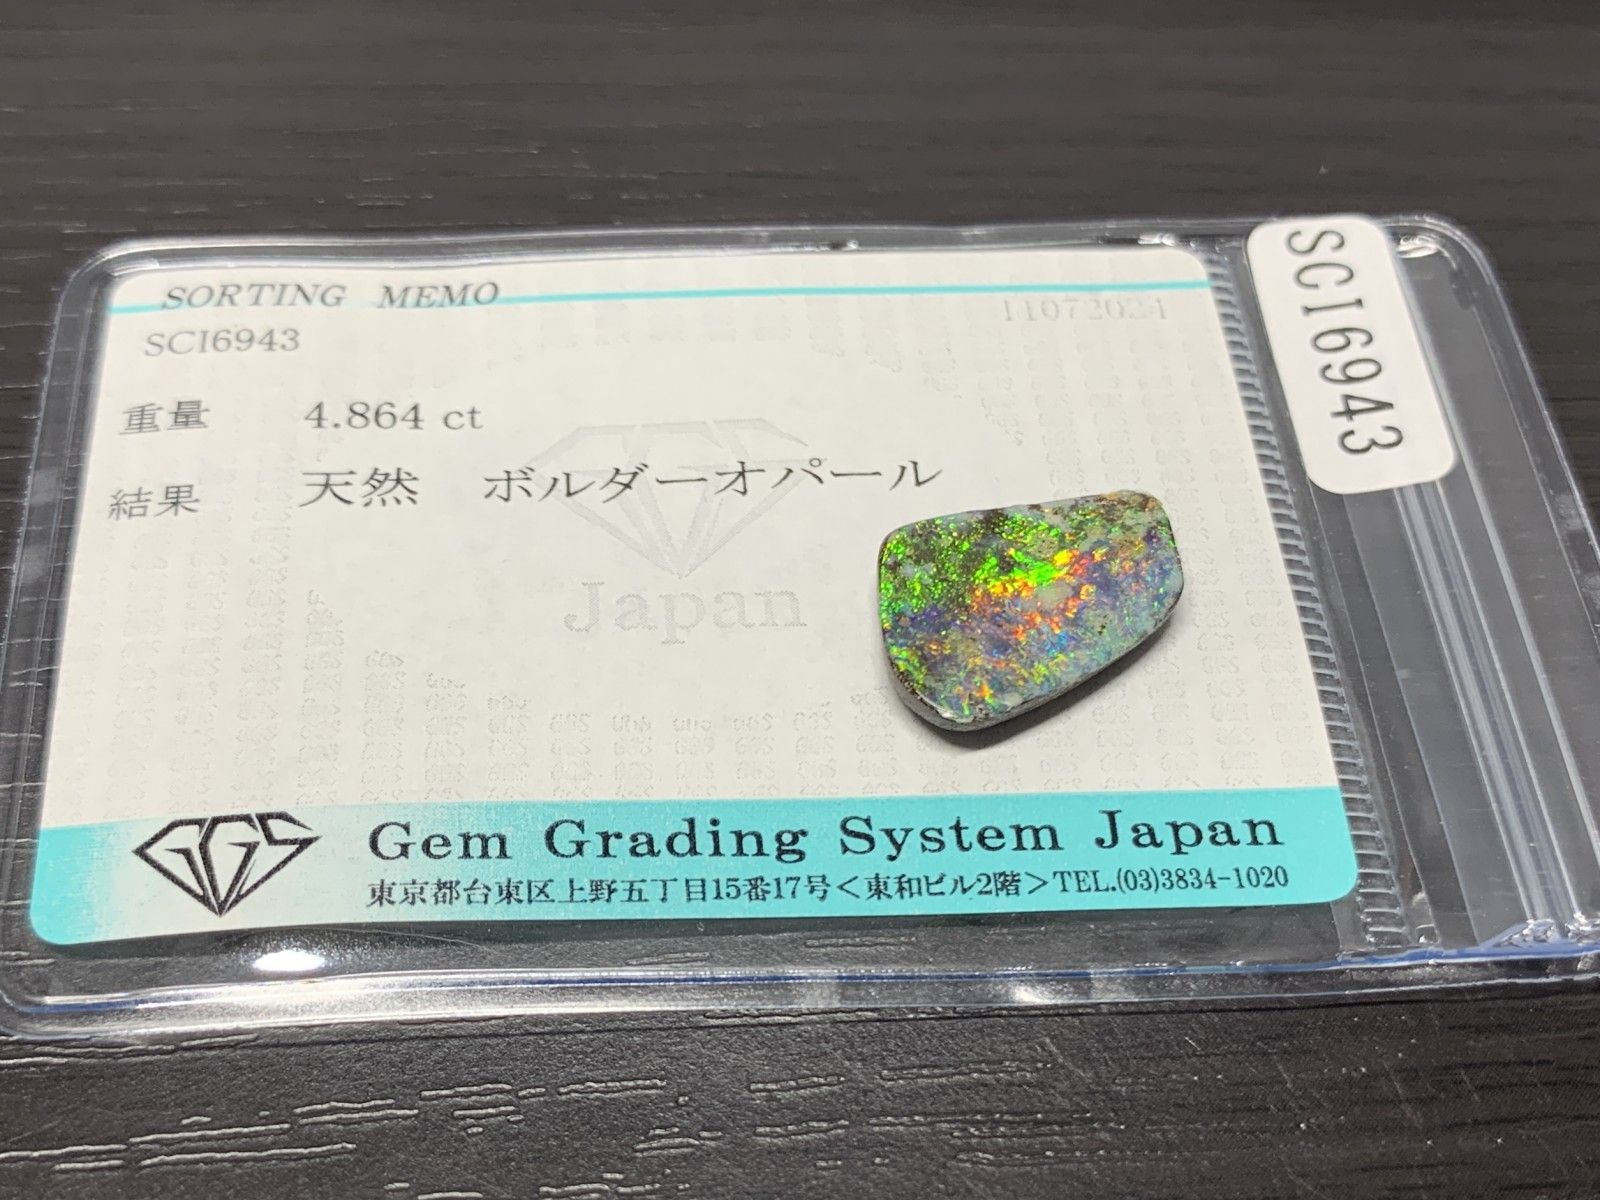 SORTING MEMO
SCI6943
11072024
重量 4.864 ct
結果 天然 ボルダーオパール
Japan
GGS
Gem Grading System Japan
東京都台東区上野五丁目15番17号＜東和ビル2階＞TEL.(03)3834-1020
SCI6943